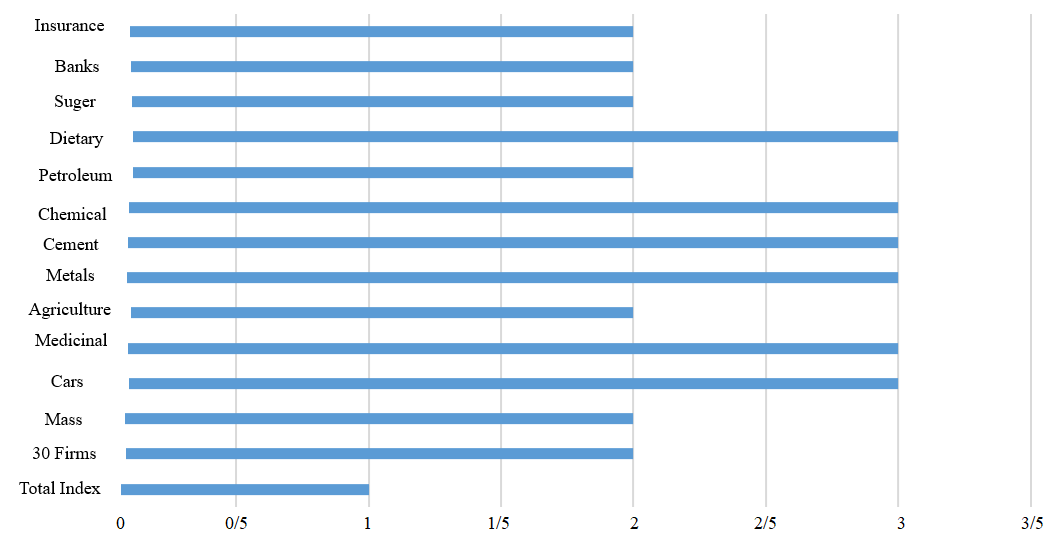 Insurance
Banks
Suger
Dietary
Petroleum
Chemical
Cement
Metals
Agriculture
Medicinal
Cars
Mass
30 Firms
Total Index
0 0/5 1 1/5 2 2/5 3 3/5